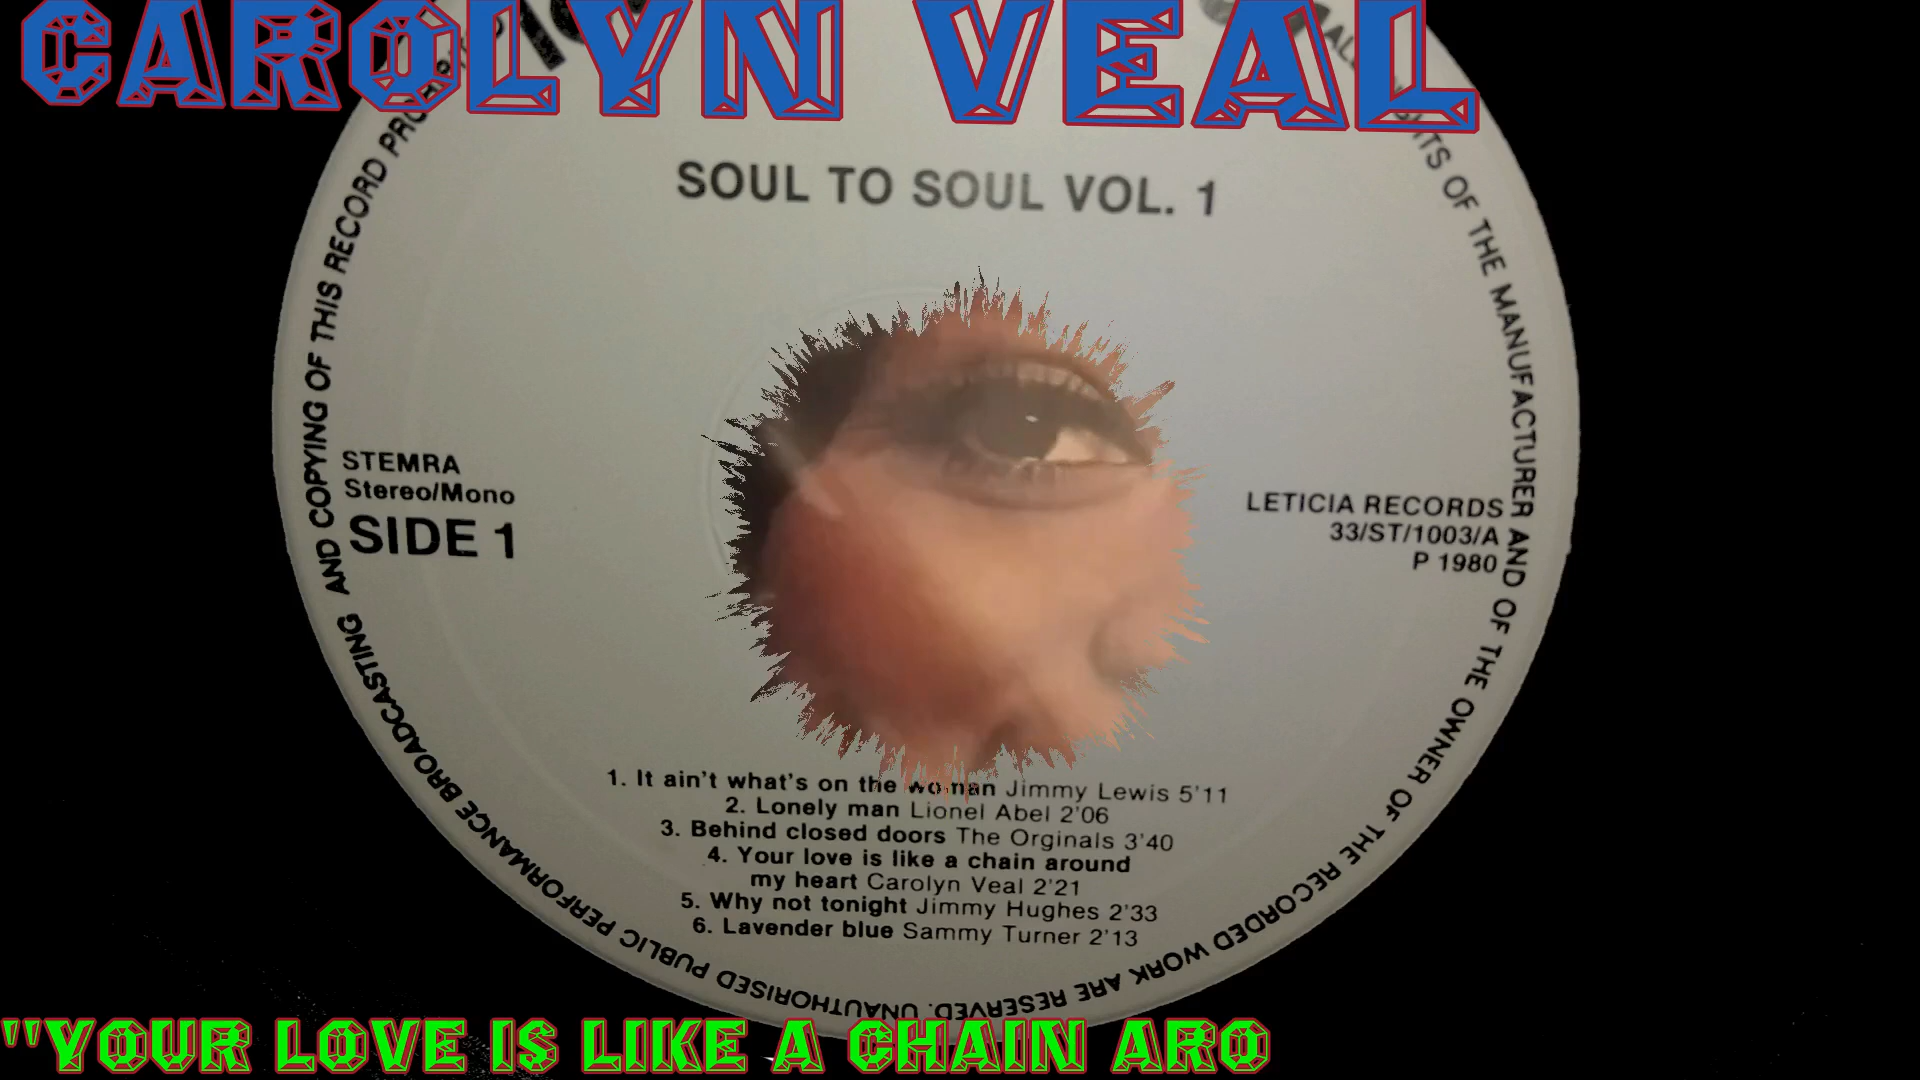 CAROLYN VEAL
SOUL TO SOUL VOL. 1
STEMRA
Stereo/Mono
SIDE 1
LETICIA RECORDS
33/ST/1003/A
P 1980
1. It ain't what's on the woman Jimmy Lewis 5'11
2. Lonely man Lionel Abel 2'06
3. Behind closed doors The Orginals 3'40
4. Your love is like a chain around
my heart Carolyn Veal 2'21
5. Why not tonight Jimmy Hughes 2'33
6. Lavender blue Sammy Turner 2'13
OF THE MANUFACTURER AND OF THE OWNER OF THE RECORDED WORK ARE RESERVED. UNAUTHORISED PUBLIC PERFORMANCE BROADCASTING AND COPYING OF THIS RECORD
"YOUR LOVE IS LIKE A CHAIN ARO